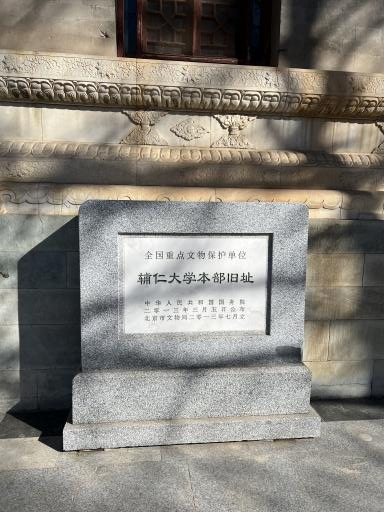 全国重点文物保护单位
辅仁大学本部旧址
中华人民共和国国务院
二零一三年三月五日公布
北京市文物局二零一三年七月立